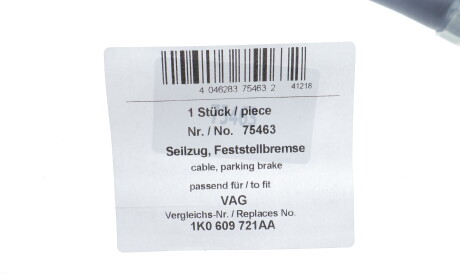 4 046283 75463 2 41218
1 Stück / piece
Nr. / No. 75463
Seilzug, Feststellbremse
cable, parking brake
passend für / to fit
VAG
Vergleichs-Nr. / Replaces No.
1K0 609 721AA